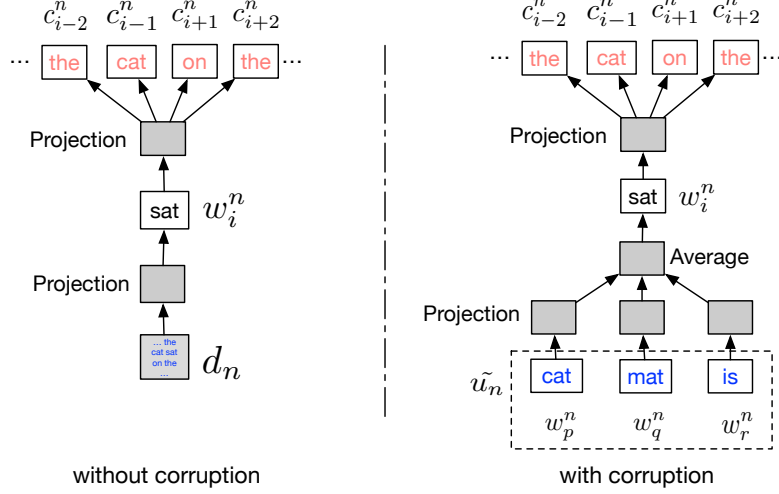 c^n_{i-2} c^n_{i-1} c^n_{i+1} c^n_{i+2}
... the cat on the ...
Projection
sat w^n_i
Projection
... the
cat sat
on the
...
d_n
without corruption
c^n_{i-2} c^n_{i-1} c^n_{i+1} c^n_{i+2}
... the cat on the ...
Projection
sat w^n_i
Average
Projection
ũ_n cat mat is
w^n_p w^n_q w^n_r
with corruption